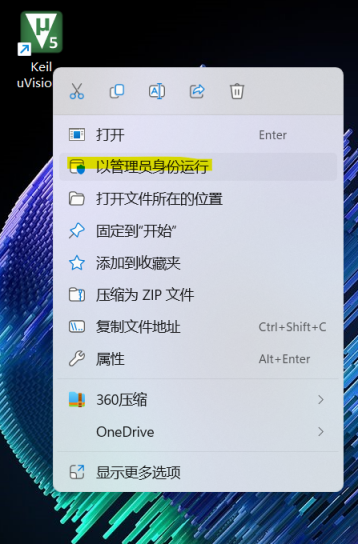 μ
5
Keil
uVisio
打开 Enter
以管理员身份运行
打开文件所在的位置
固定到"开始"
添加到收藏夹
压缩为 ZIP 文件
复制文件地址 Ctrl+Shift+C
属性 Alt+Enter
360压缩
OneDrive
显示更多选项